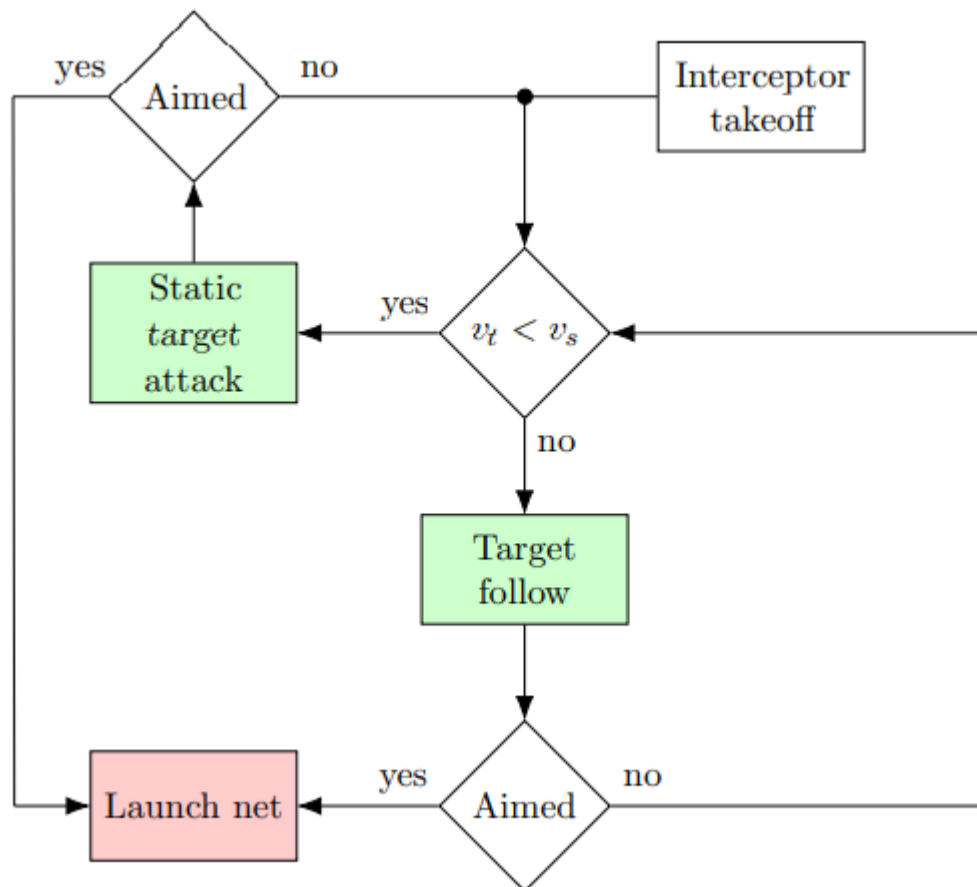 yes
no
Aimed
Interceptor
takeoff
Static
target
attack
yes
v_t < v_s
no
Target
follow
Launch net
yes
Aimed
no